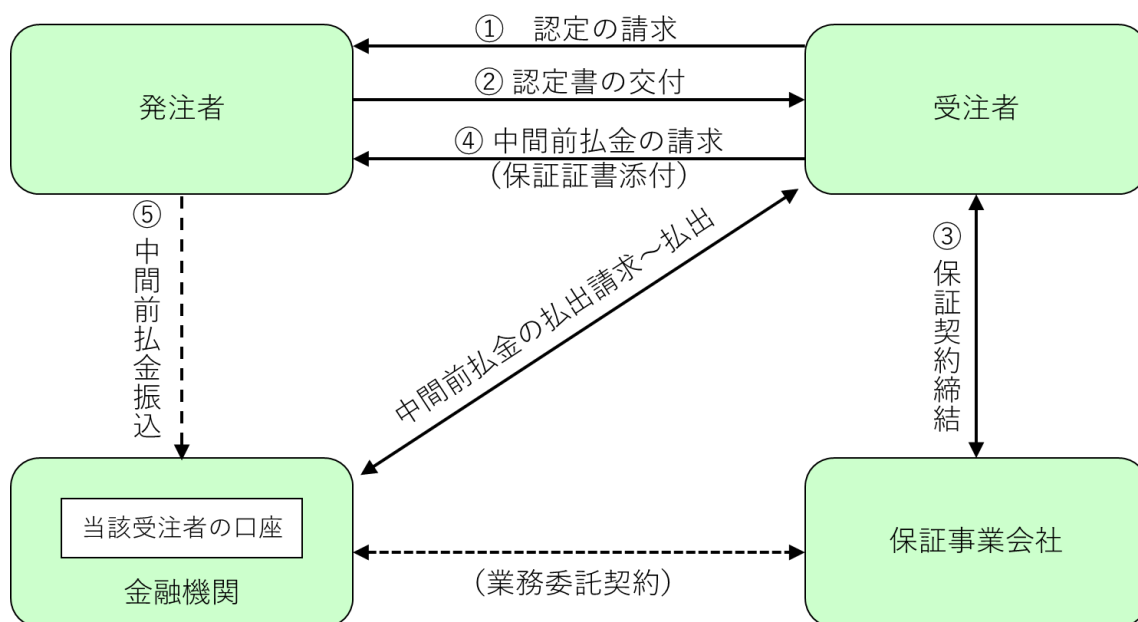 ① 認定の請求
発注者
② 認定書の交付
受注者
④ 中間前払金の請求
(保証証書添付)
⑤中間前払金振込
中間前払金の払出請求～払出
③保証契約締結
当該受注者の口座
金融機関
(業務委託契約)
保証事業会社